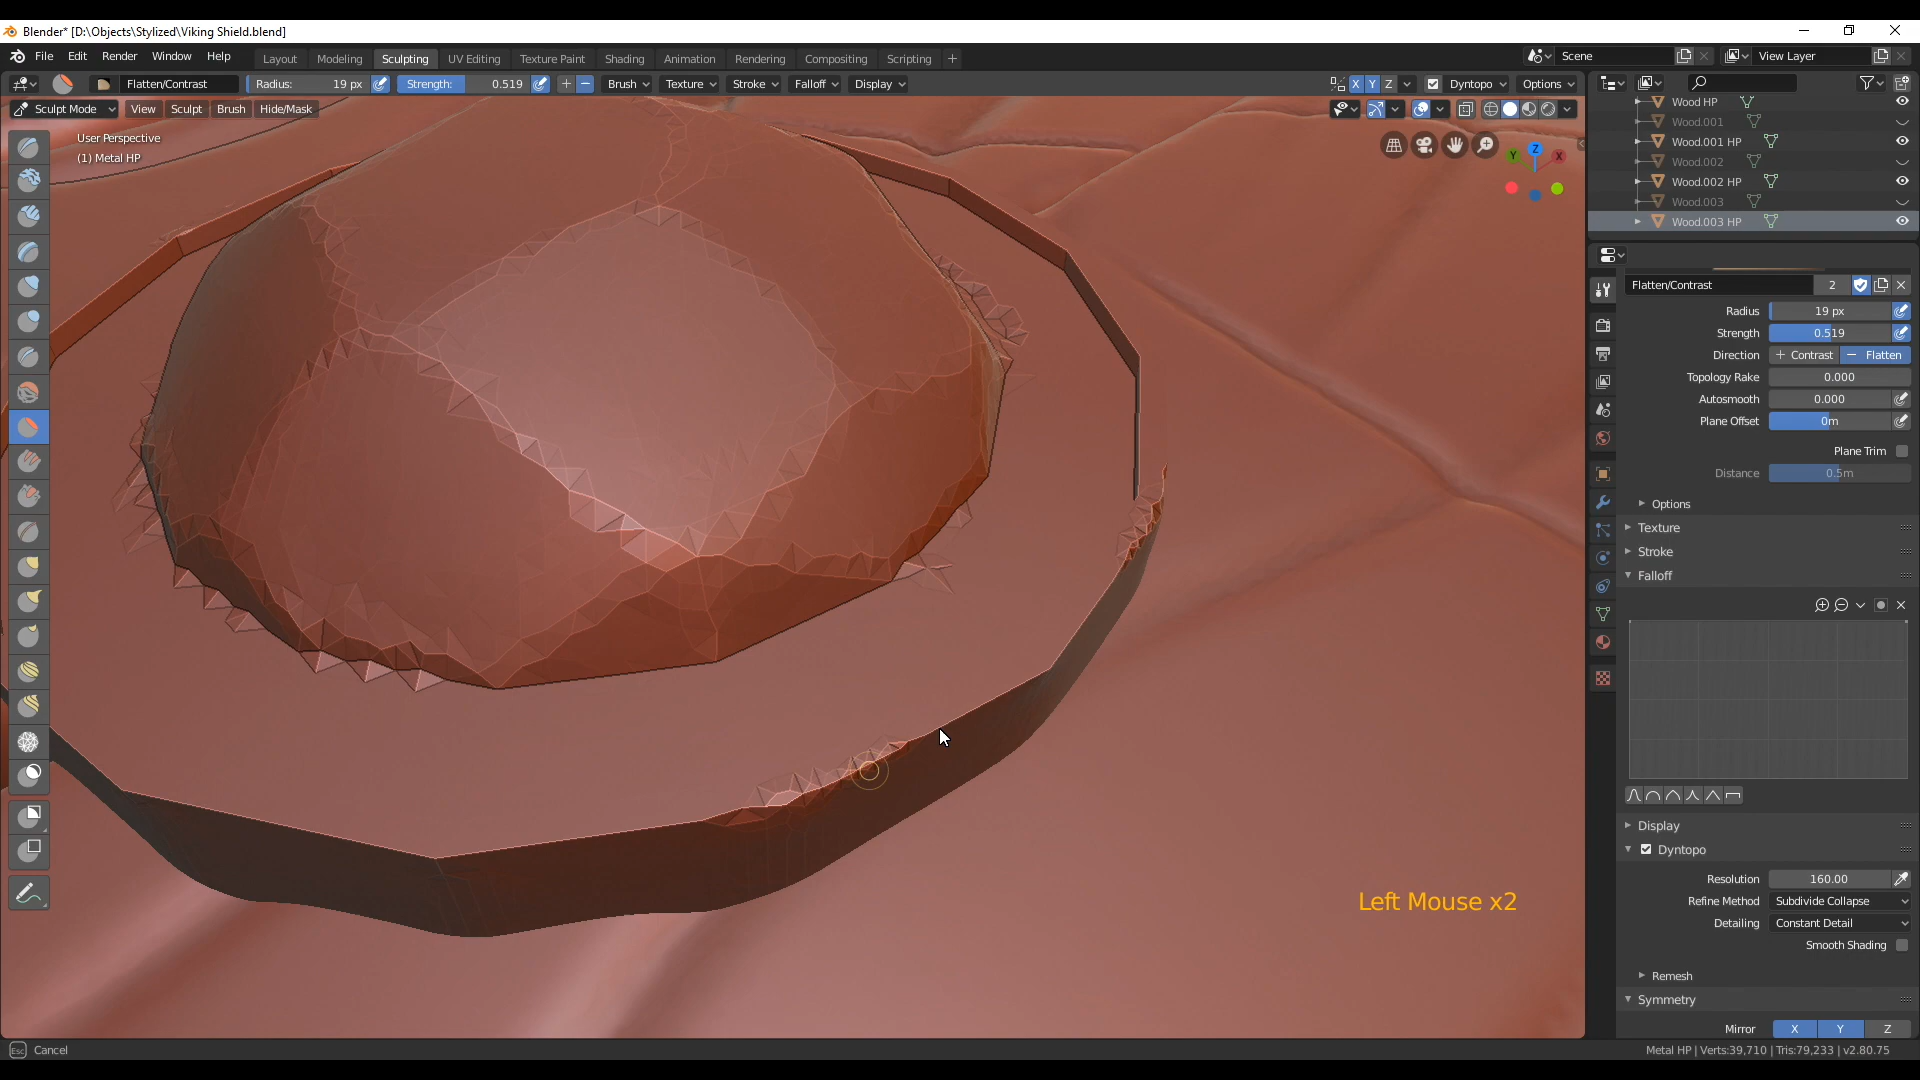 Blender* [D:\Objects\Stylized\Viking Shield.blend]
File Edit Render Window Help Layout Modeling Sculpting UV Editing Texture Paint Shading Animation Rendering Compositing Scripting + Scene View Layer
Flatten/Contrast Radius: 19 px Strength: 0.519 Brush Texture Stroke Falloff Display X Y Z Dyntopo Options
Sculpt Mode View Sculpt Brush Hide/Mask
User Perspective
(1) Metal HP
Z
Y X
Wood HP
Wood.001
Wood.001 HP
Wood.002
Wood.002 HP
Wood.003
Wood.003 HP
Flatten/Contrast 2
Radius 19 px
Strength 0.519
Direction + Contrast − Flatten
Topology Rake 0.000
Autosmooth 0.000
Plane Offset 0m
Plane Trim
Distance 0.5m
Options
Texture
Stroke
Falloff
Display
Dyntopo
Resolution 160.00
Refine Method Subdivide Collapse
Detailing Constant Detail
Smooth Shading
Remesh
Symmetry
Mirror X Y Z
Left Mouse x2
Esc Cancel
Metal HP | Verts:39,710 | Tris:79,233 | v2.80.75